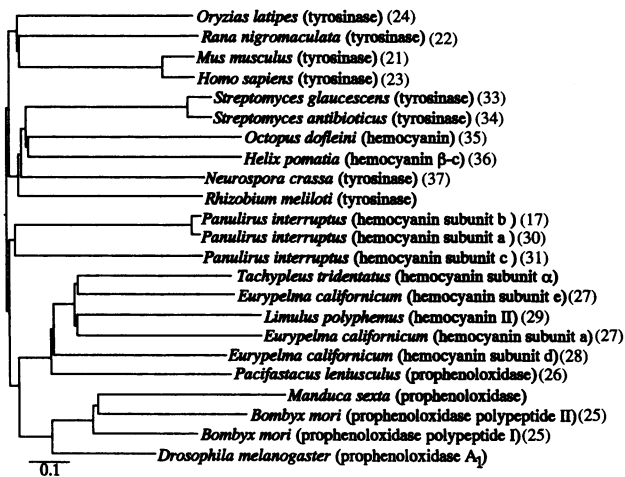 Oryzias latipes (tyrosinase) (24)
Rana nigromaculata (tyrosinase) (22)
Mus musculus (tyrosinase) (21)
Homo sapiens (tyrosinase) (23)
Streptomyces glaucescens (tyrosinase) (33)
Streptomyces antibioticus (tyrosinase) (34)
Octopus dofleini (hemocyanin) (35)
Helix pomatia (hemocyanin β-c) (36)
Neurospora crassa (tyrosinase) (37)
Rhizobium meliloti (tyrosinase)
Panulirus interruptus (hemocyanin subunit b ) (17)
Panulirus interruptus (hemocyanin subunit a ) (30)
Panulirus interruptus (hemocyanin subunit c ) (31)
Tachypleus tridentatus (hemocyanin subunit α)
Eurypelma californicum (hemocyanin subunit e)(27)
Limulus polyphemus (hemocyanin II) (29)
Eurypelma californicum (hemocyanin subunit a) (27)
Eurypelma californicum (hemocyanin subunit d)(28)
Pacifastacus leniusculus (prophenoloxidase) (26)
Manduca sexta (prophenoloxidase)
Bombyx mori (prophenoloxidase polypeptide II)(25)
Bombyx mori (prophenoloxidase polypeptide I)(25)
Drosophila melanogaster (prophenoloxidase A1)
0.1